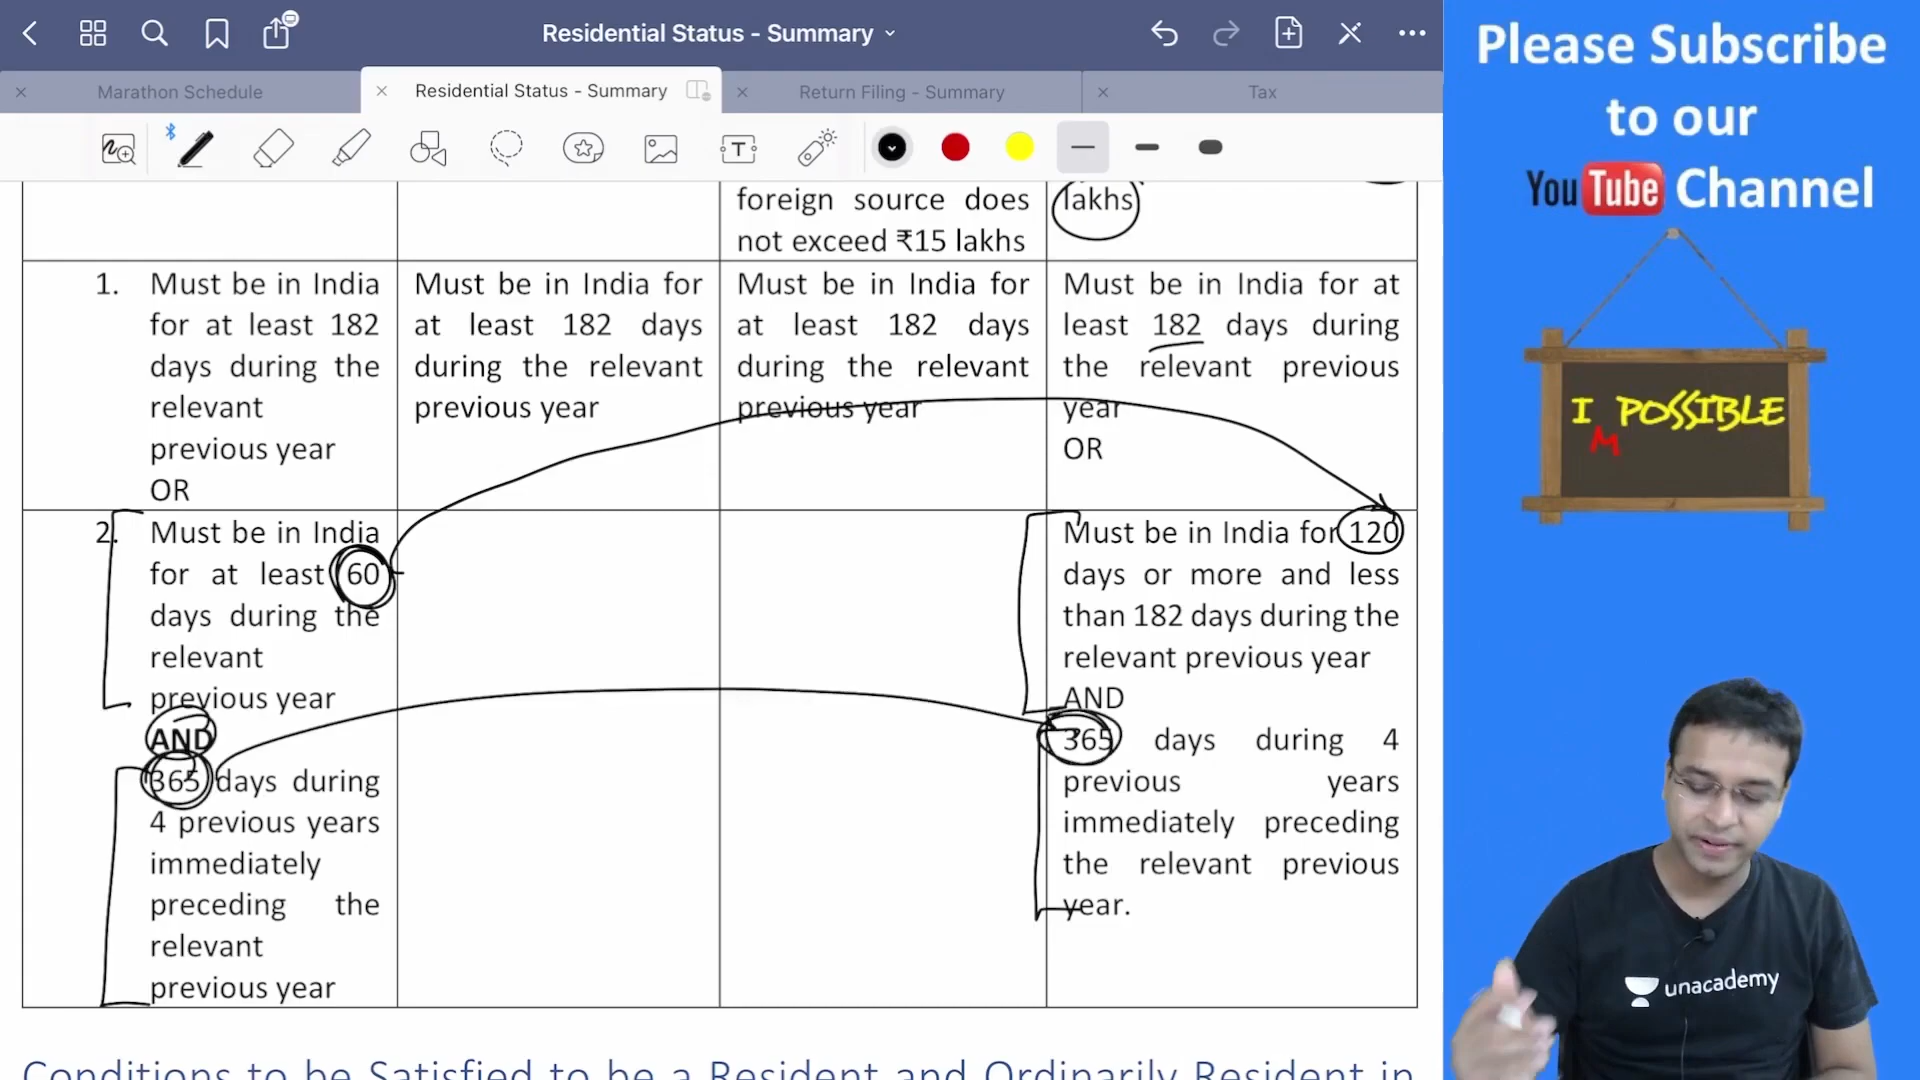 Residential Status - Summary
Marathon Schedule
Residential Status - Summary
Return Filing - Summary
Tax
T
foreign source does
not exceed ₹15 lakhs
lakhs
1. Must be in India
for at least 182
days during the
relevant
previous year
OR
Must be in India for
at least 182 days
during the relevant
previous year
Must be in India for
at least 182 days
during the relevant
previous year
Must be in India for at
least 182 days during
the relevant previous
year
OR
2. Must be in India
for at least 60
days during the
relevant
previous year
AND
365 days during
4 previous years
immediately
preceding the
relevant
previous year
Must be in India for 120
days or more and less
than 182 days during the
relevant previous year
AND
365 days during 4
previous years
immediately preceding
the relevant previous
year.
Conditions to be Satisfied to be a Resident and Ordinarily Resident in
Please Subscribe
to our
YouTube Channel
I POSSIBLE
M
unacademy